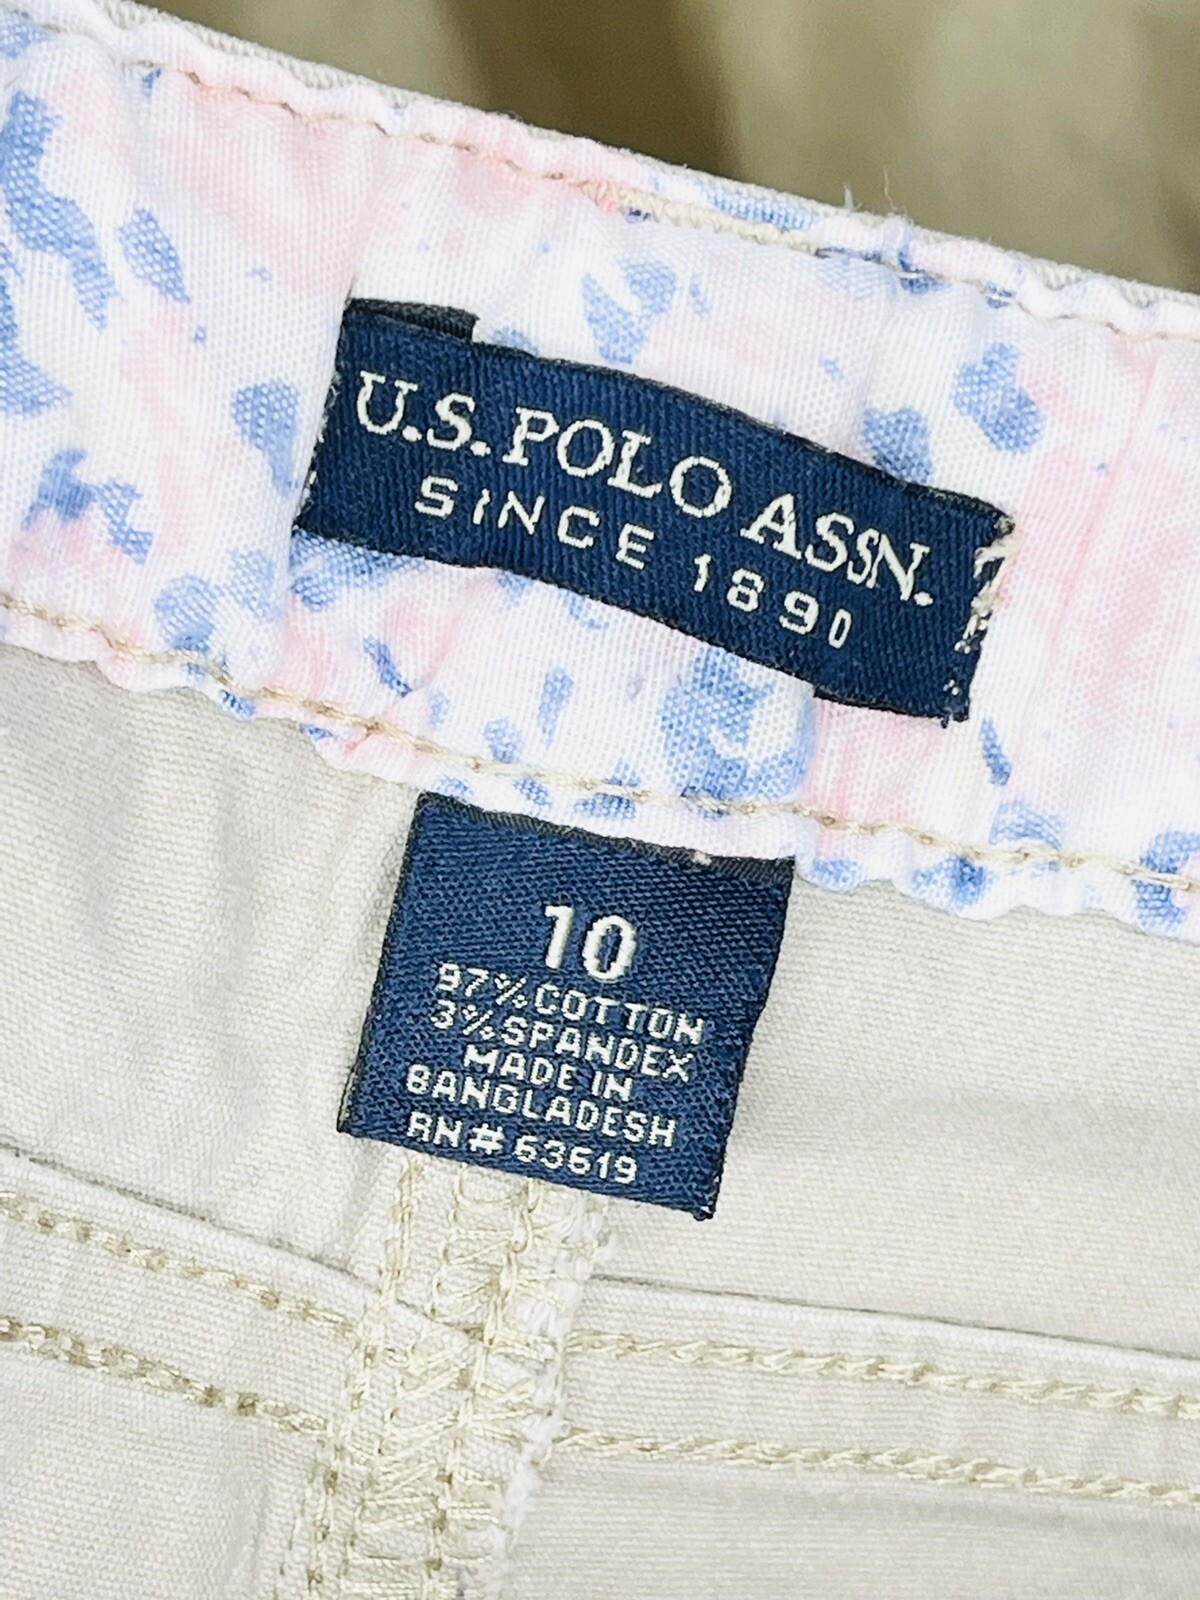 U.S. POLO ASSN.
SINCE 1890
10
97% COTTON
3% SPANDEX
MADE IN
BANGLADESH
RN# 63619